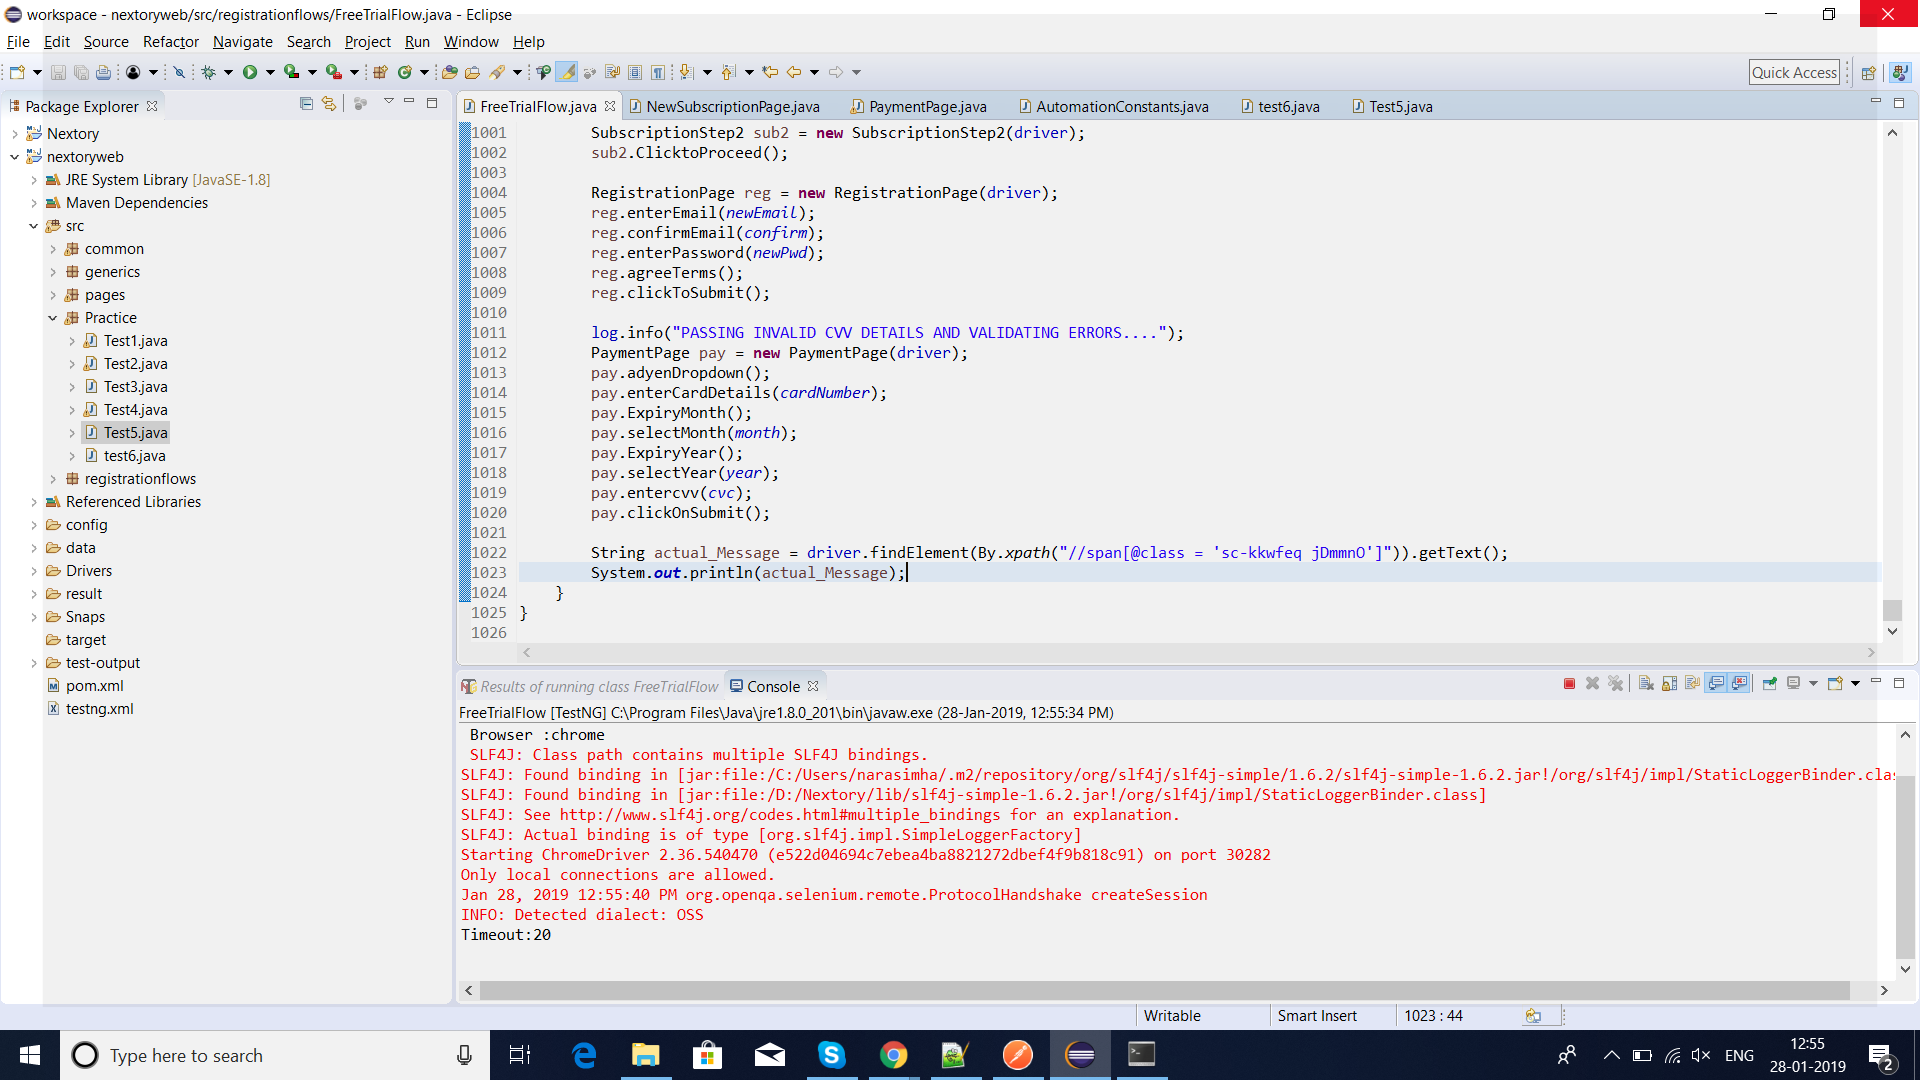 workspace - nextoryweb/src/registrationflows/FreeTrialFlow.java - Eclipse
File Edit Source Refactor Navigate Search Project Run Window Help
Quick Access
Package Explorer
Nextory
nextoryweb
JRE System Library [JavaSE-1.8]
Maven Dependencies
src
common
generics
pages
Practice
Test1.java
Test2.java
Test3.java
Test4.java
Test5.java
test6.java
registrationflows
Referenced Libraries
config
data
Drivers
result
Snaps
target
test-output
pom.xml
testng.xml
FreeTrialFlow.java NewSubscriptionPage.java PaymentPage.java AutomationConstants.java test6.java Test5.java
1001 SubscriptionStep2 sub2 = new SubscriptionStep2(driver);
1002 sub2.ClicktoProceed();
1003
1004 RegistrationPage reg = new RegistrationPage(driver);
1005 reg.enterEmail(newEmail);
1006 reg.confirmEmail(confirm);
1007 reg.enterPassword(newPwd);
1008 reg.agreeTerms();
1009 reg.clickToSubmit();
1010
1011 log.info("PASSING INVALID CVV DETAILS AND VALIDATING ERRORS....");
1012 PaymentPage pay = new PaymentPage(driver);
1013 pay.adyenDropdown();
1014 pay.enterCardDetails(cardNumber);
1015 pay.ExpiryMonth();
1016 pay.selectMonth(month);
1017 pay.ExpiryYear();
1018 pay.selectYear(year);
1019 pay.entercvv(cvc);
1020 pay.clickOnSubmit();
1021
1022 String actual_Message = driver.findElement(By.xpath("//span[@class = 'sc-kkwfeq jDmmnO']")).getText();
1023 System.out.println(actual_Message);
1024 }
1025 }
1026
Results of running class FreeTrialFlow Console
FreeTrialFlow [TestNG] C:\Program Files\Java\jre1.8.0_201\bin\javaw.exe (28-Jan-2019, 12:55:34 PM)
Browser :chrome
SLF4J: Class path contains multiple SLF4J bindings.
SLF4J: Found binding in [jar:file:/C:/Users/narasimha/.m2/repository/org/slf4j/slf4j-simple/1.6.2/slf4j-simple-1.6.2.jar!/org/slf4j/impl/StaticLoggerBinder.clas
SLF4J: Found binding in [jar:file:/D:/Nextory/lib/slf4j-simple-1.6.2.jar!/org/slf4j/impl/StaticLoggerBinder.class]
SLF4J: See http://www.slf4j.org/codes.html#multiple_bindings for an explanation.
SLF4J: Actual binding is of type [org.slf4j.impl.SimpleLoggerFactory]
Starting ChromeDriver 2.36.540470 (e522d04694c7ebea4ba8821272dbef4f9b818c91) on port 30282
Only local connections are allowed.
Jan 28, 2019 12:55:40 PM org.openqa.selenium.remote.ProtocolHandshake createSession
INFO: Detected dialect: OSS
Timeout:20
Writable Smart Insert 1023 : 44
Type here to search
ENG
12:55
28-01-2019
2